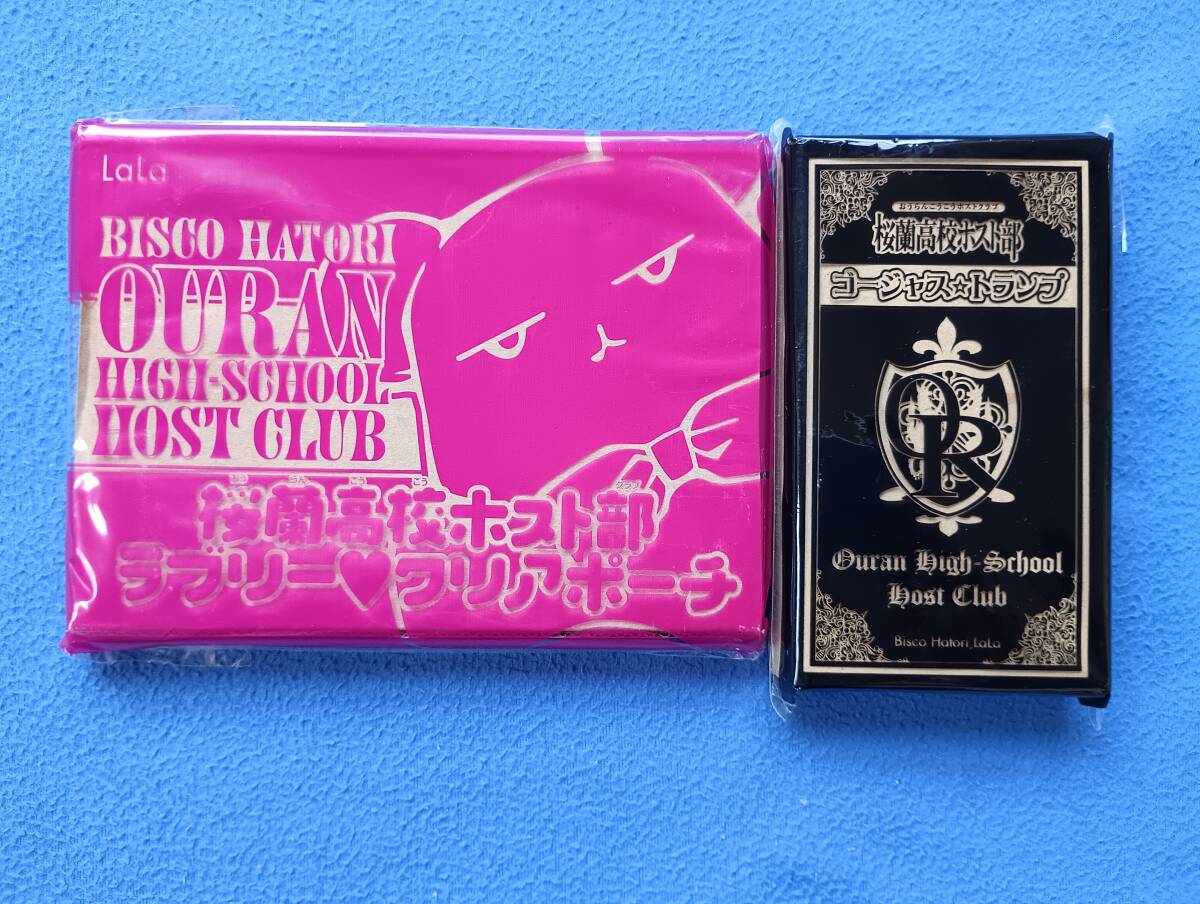 LaLa
BISCO HATORI
OURAN
HIGH-SCHOOL
HOST CLUB
おう らん こう こう クラブ
桜蘭高校ホスト部
ラブリー♥クリアポーチ
おうらんこうこうホストクラブ
桜蘭高校ホスト部
ゴージャス☆トランプ
OR
Ouran High-School
Host Club
Bisco Hatori, LaLa